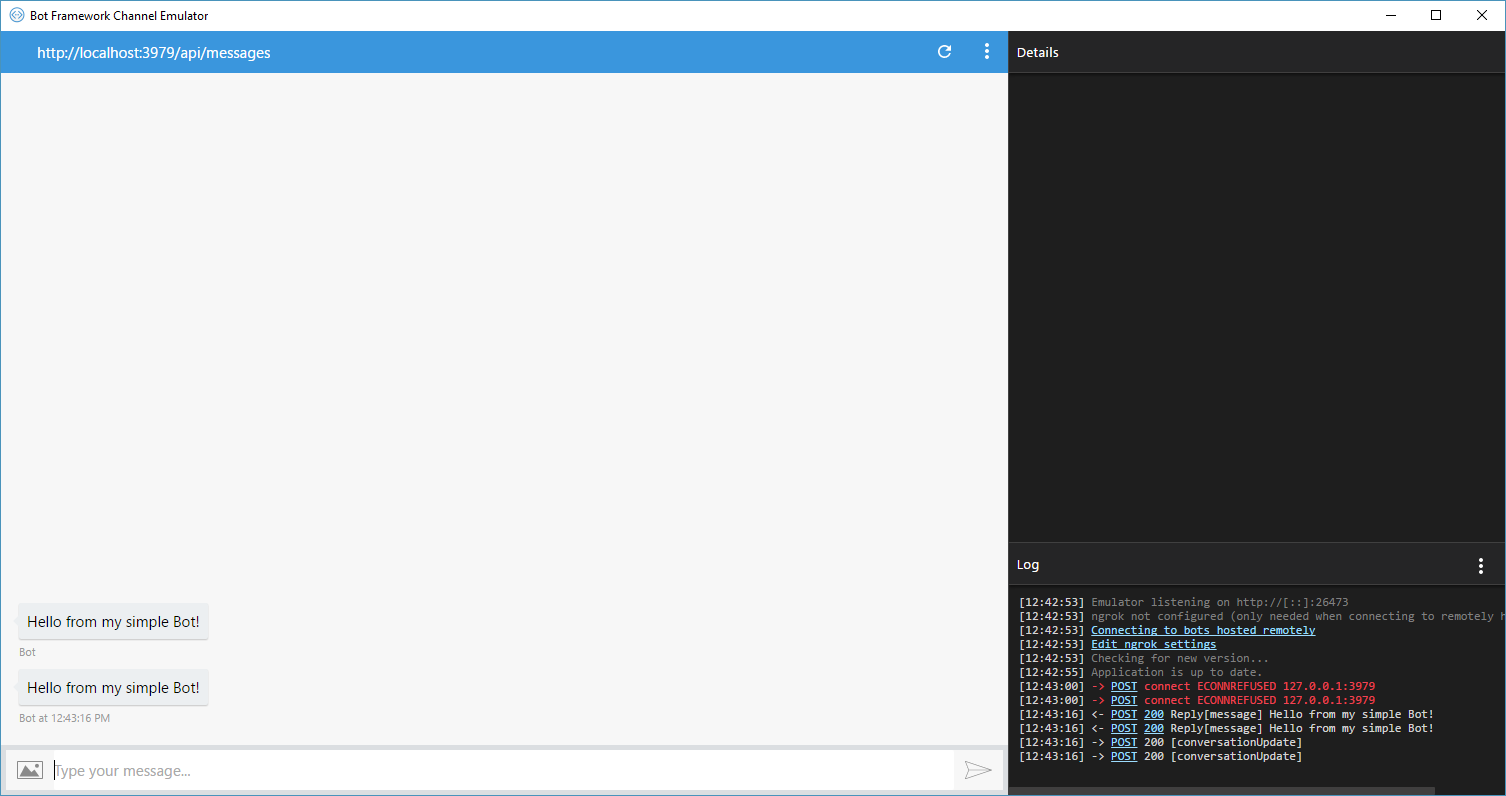 Bot Framework Channel Emulator
http://localhost:3979/api/messages
Details
Hello from my simple Bot!
Bot
Hello from my simple Bot!
Bot at 12:43:16 PM
Type your message...
Log
[12:42:53] Emulator listening on http://[::]:26473
[12:42:53] ngrok not configured (only needed when connecting to remotely h
[12:42:53] Connecting to bots hosted remotely
[12:42:53] Edit ngrok settings
[12:42:53] Checking for new version...
[12:42:55] Application is up to date.
[12:43:00] -> POST connect ECONNREFUSED 127.0.0.1:3979
[12:43:00] -> POST connect ECONNREFUSED 127.0.0.1:3979
[12:43:16] <- POST 200 Reply[message] Hello from my simple Bot!
[12:43:16] <- POST 200 Reply[message] Hello from my simple Bot!
[12:43:16] -> POST 200 [conversationUpdate]
[12:43:16] -> POST 200 [conversationUpdate]